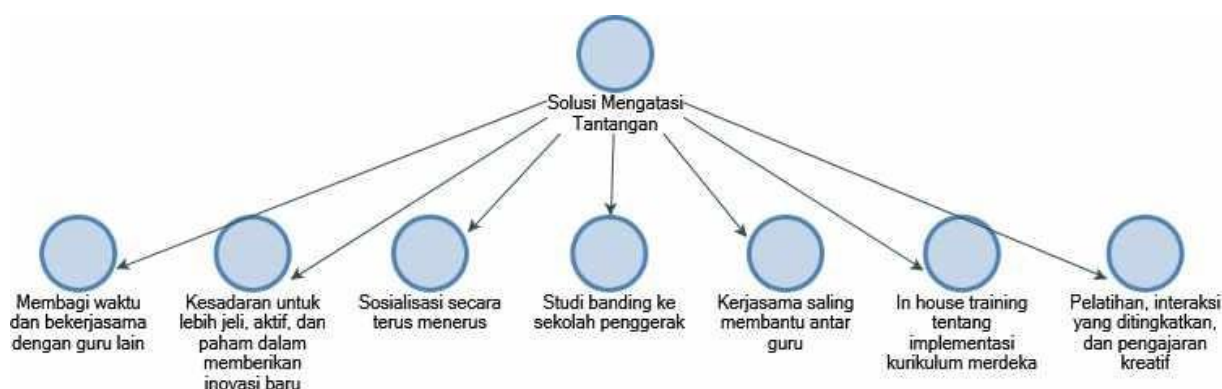 Solusi Mengatasi
Tantangan
Membagi waktu
dan bekerjasama
dengan guru lain
Kesadaran untuk
lebih jeli, aktif, dan
paham dalam
memberikan
inovasi baru
Sosialisasi secara
terus menerus
Studi banding ke
sekolah penggerak
Kerjasama saling
membantu antar
guru
In house training
tentang
implementasi
kurikulum merdeka
Pelatihan, interaksi
yang ditingkatkan,
dan pengajaran
kreatif